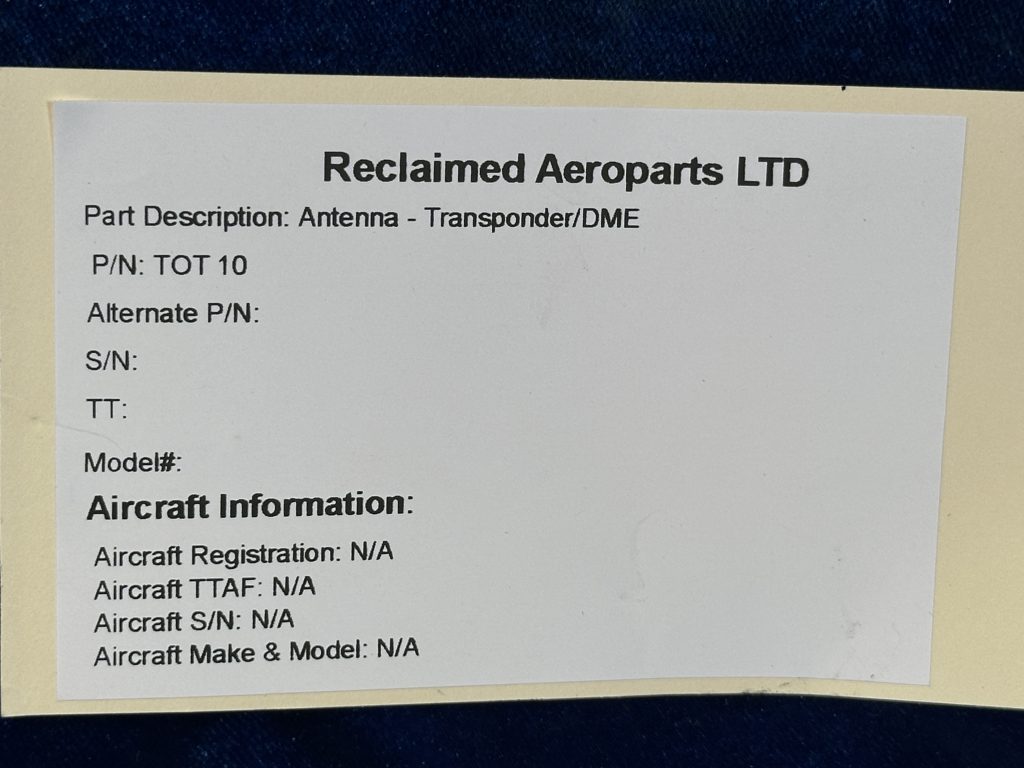 Reclaimed Aeroparts LTD
Part Description: Antenna - Transponder/DME
P/N: TOT 10
Alternate P/N:
S/N:
TT:
Model#:
Aircraft Information:
Aircraft Registration: N/A
Aircraft TTAF: N/A
Aircraft S/N: N/A
Aircraft Make & Model: N/A